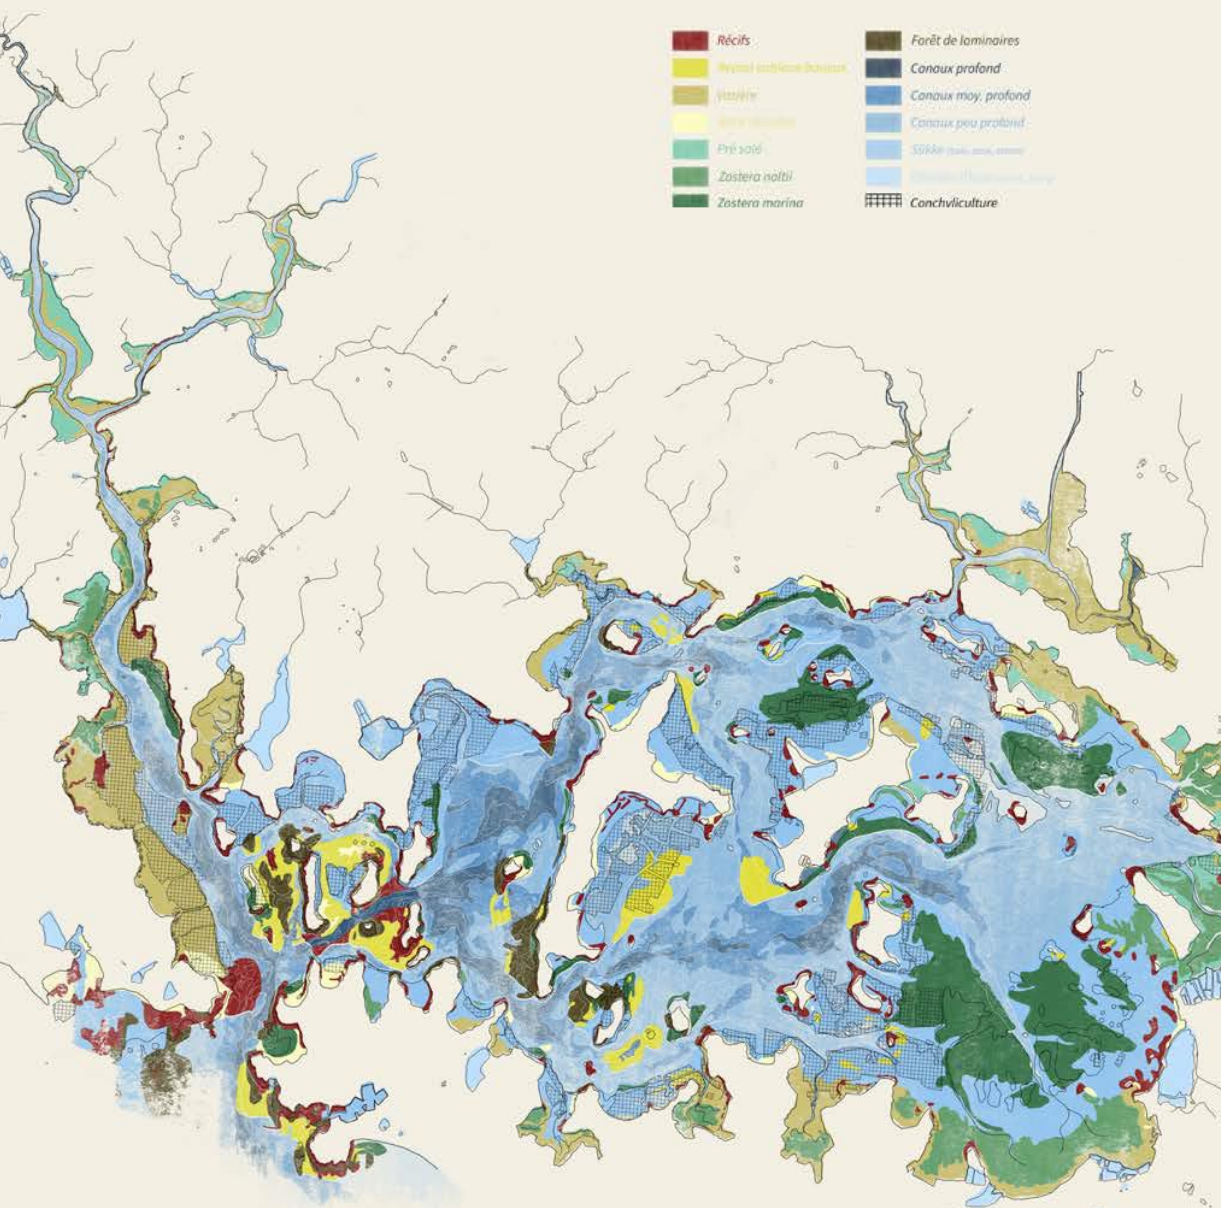 Récifs
Vasière
Pré salé
Zostera noltii
Zostera marina
Forêt de laminaires
Canaux profond
Canaux moy. profond
Canaux peu profond
Slikke
Conchyliculture